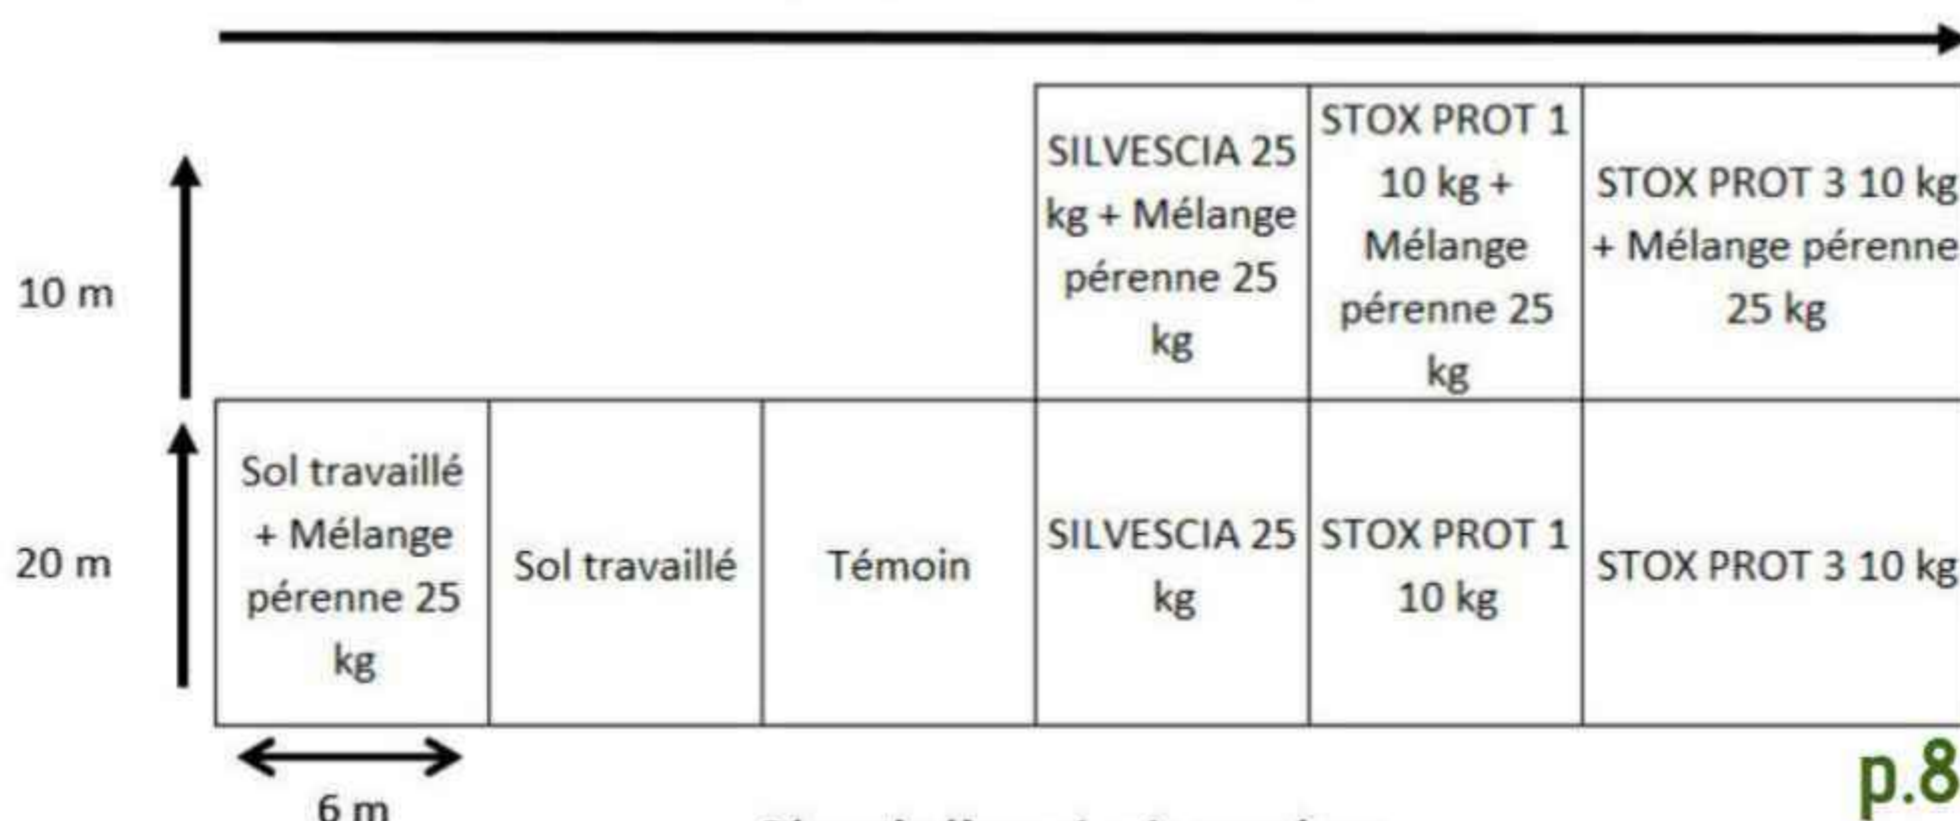 SILVESCIA 25
kg + Mélange
pérenne 25
kg
STOX PROT 1
10 kg +
Mélange
pérenne 25
kg
STOX PROT 3 10 kg
+ Mélange pérenne
25 kg
10 m
20 m
Sol travaillé
+ Mélange
pérenne 25
kg
Sol travaillé
Témoin
SILVESCIA 25
kg
STOX PROT 1
10 kg
STOX PROT 3 10 kg
6 m
p.8